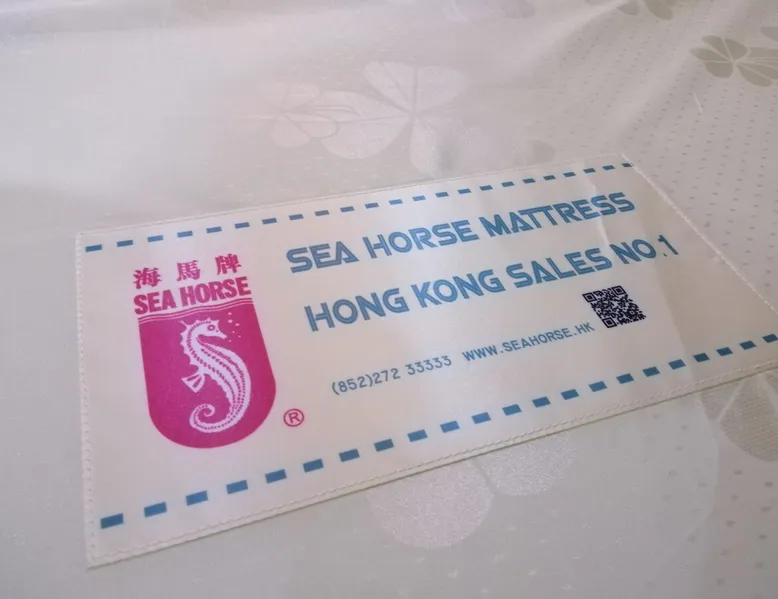 海馬牌
SEA HORSE
®
SEA HORSE MATTRESS
HONG KONG SALES NO.1
(852)272 33333 WWW.SEAHORSE.HK